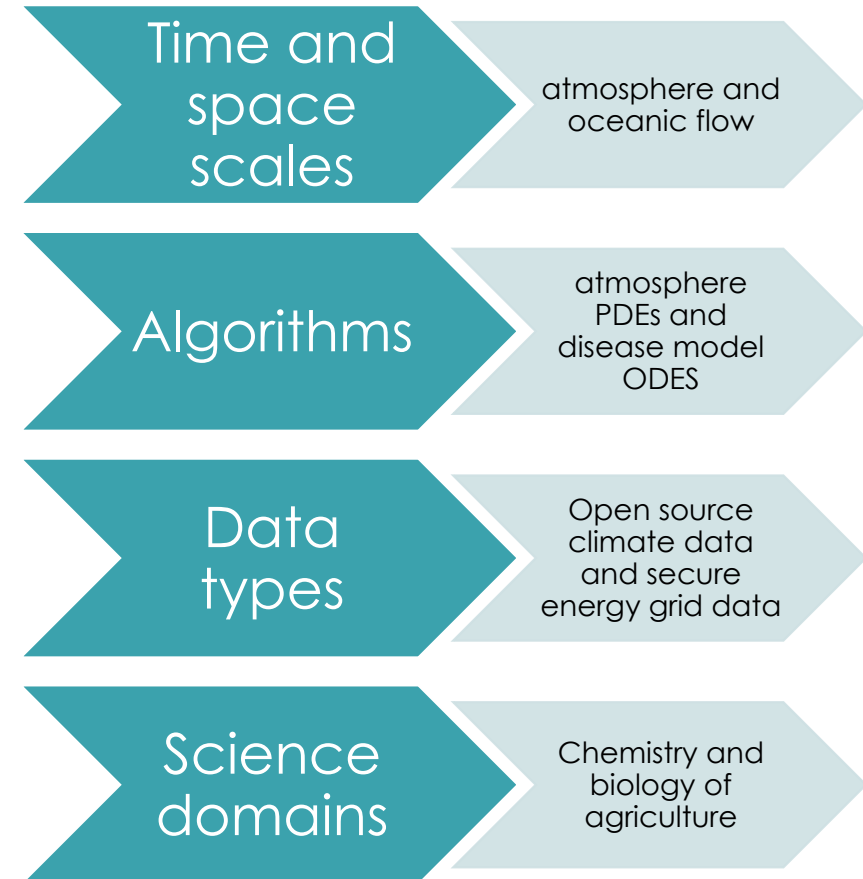 Time and
space
scales
atmosphere and
oceanic flow
Algorithms
atmosphere
PDEs and
disease model
ODES
Data
types
Open source
climate data
and secure
energy grid data
Science
domains
Chemistry and
biology of
agriculture